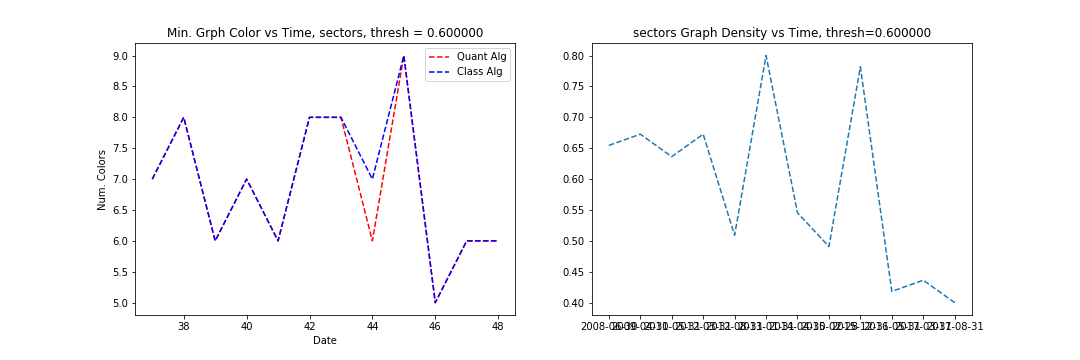 Min. Grph Color vs Time, sectors, thresh = 0.600000
9.0
8.5
8.0
7.5
7.0
6.5
6.0
5.5
5.0
Num. Colors
Quant Alg
Class Alg
38 40 42 44 46 48
Date
sectors Graph Density vs Time, thresh=0.600000
0.80
0.75
0.70
0.65
0.60
0.55
0.50
0.45
0.40